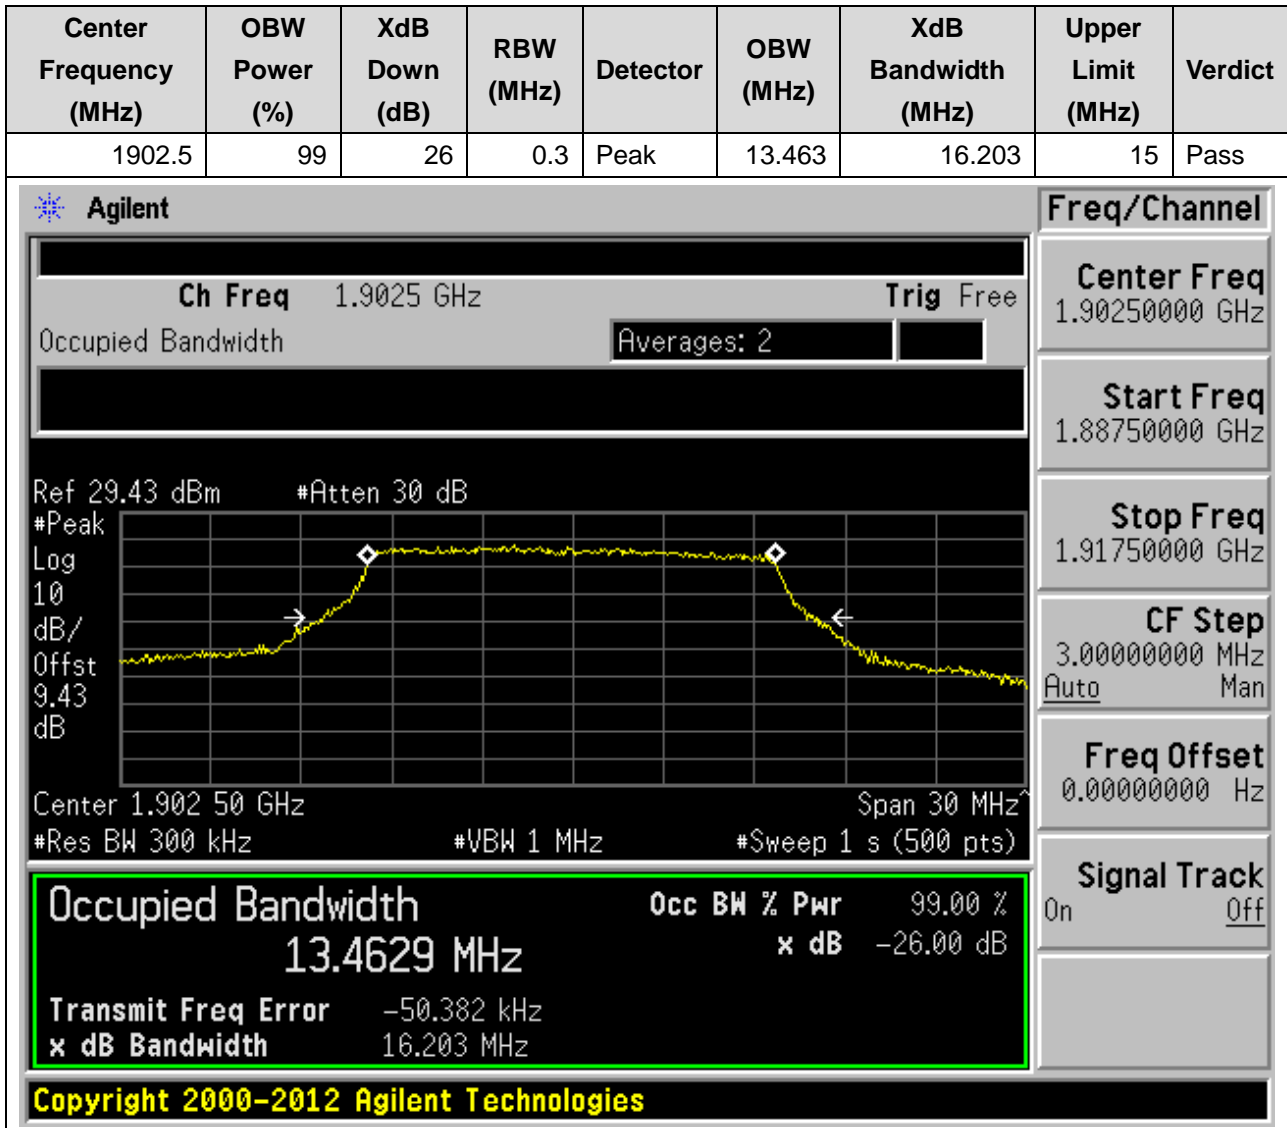 Center Frequency (MHz) OBW Power (%) XdB Down (dB) RBW (MHz) Detector OBW (MHz) XdB Bandwidth (MHz) Upper Limit (MHz) Verdict
1902.5 99 26 0.3 Peak 13.463 16.203 15 Pass
Agilent
Freq/Channel
Ch Freq 1.9025 GHz Trig Free
Occupied Bandwidth Averages: 2
Center Freq
1.90250000 GHz
Start Freq
1.88750000 GHz
Stop Freq
1.91750000 GHz
CF Step
3.00000000 MHz
Auto Man
Freq Offset
0.00000000 Hz
Signal Track
On Off
Ref 29.43 dBm #Atten 30 dB
#Peak
Log
10
dB/
Offst
9.43
dB
Center 1.902 50 GHz Span 30 MHz^
#Res BW 300 kHz #VBW 1 MHz #Sweep 1 s (500 pts)
Occupied Bandwidth Occ BW % Pwr 99.00 %
13.4629 MHz x dB -26.00 dB
Transmit Freq Error -50.382 kHz
x dB Bandwidth 16.203 MHz
Copyright 2000-2012 Agilent Technologies